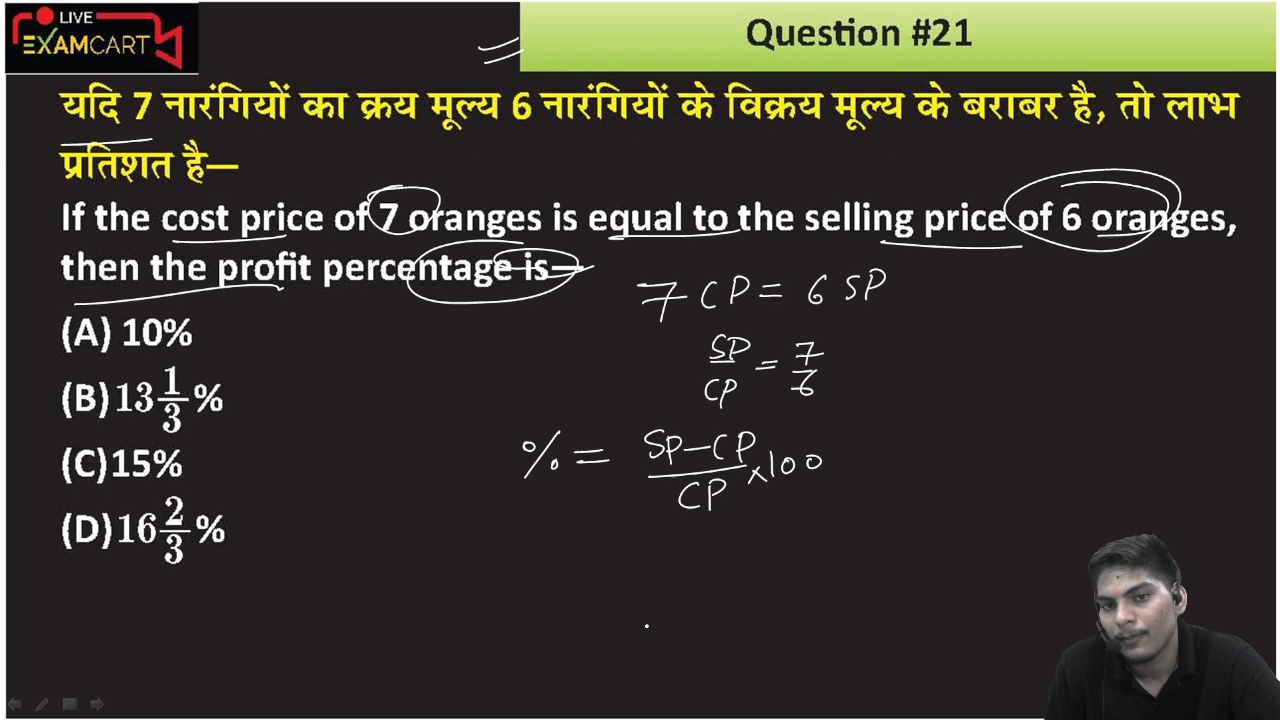 LIVE
EXAMCART
Question #21
यदि 7 नारंगियों का क्रय मूल्य 6 नारंगियों के विक्रय मूल्य के बराबर है, तो लाभ
प्रतिशत है—
If the cost price of 7 oranges is equal to the selling price of 6 oranges,
then the profit percentage is—
(A) 10%
(B) 13 1/3 %
(C) 15%
(D) 16 2/3 %
7 CP = 6 SP
SP/CP = 7/6
% = SP-CP/CP ×100